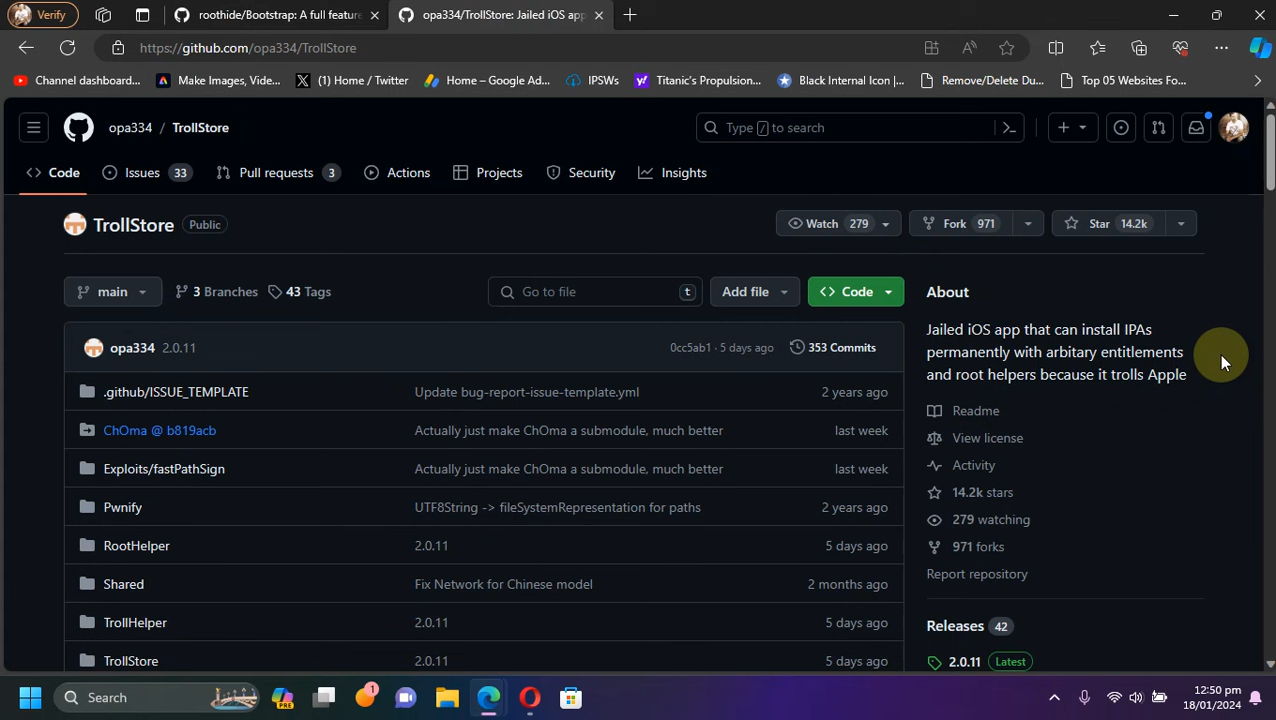 Verify
roothide/Bootstrap: A full feature
opa334/TrollStore: Jailed iOS app
https://github.com/opa334/TrollStore
Channel dashboard...
Make Images, Vide...
(1) Home / Twitter
Home – Google Ad...
IPSWs
Titanic's Propulsion...
Black Internal Icon |...
Remove/Delete Du...
Top 05 Websites Fo...
opa334 / TrollStore
Type / to search
Code
Issues 33
Pull requests 3
Actions
Projects
Security
Insights
TrollStore Public
Watch 279
Fork 971
Star 14.2k
main
3 Branches
43 Tags
Go to file t
Add file
<> Code
About
Jailed iOS app that can install IPAs
permanently with arbitary entitlements
and root helpers because it trolls Apple
opa334 2.0.11 0cc5ab1 · 5 days ago 353 Commits
.github/ISSUE_TEMPLATE Update bug-report-issue-template.yml 2 years ago
ChOma @ b819acb Actually just make ChOma a submodule, much better last week
Exploits/fastPathSign Actually just make ChOma a submodule, much better last week
Pwnify UTF8String -> fileSystemRepresentation for paths 2 years ago
RootHelper 2.0.11 5 days ago
Shared Fix Network for Chinese model 2 months ago
TrollHelper 2.0.11 5 days ago
TrollStore 2.0.11 5 days ago
Readme
View license
Activity
14.2k stars
279 watching
971 forks
Report repository
Releases 42
2.0.11 Latest
Search
PRE
1
12:50 pm
18/01/2024